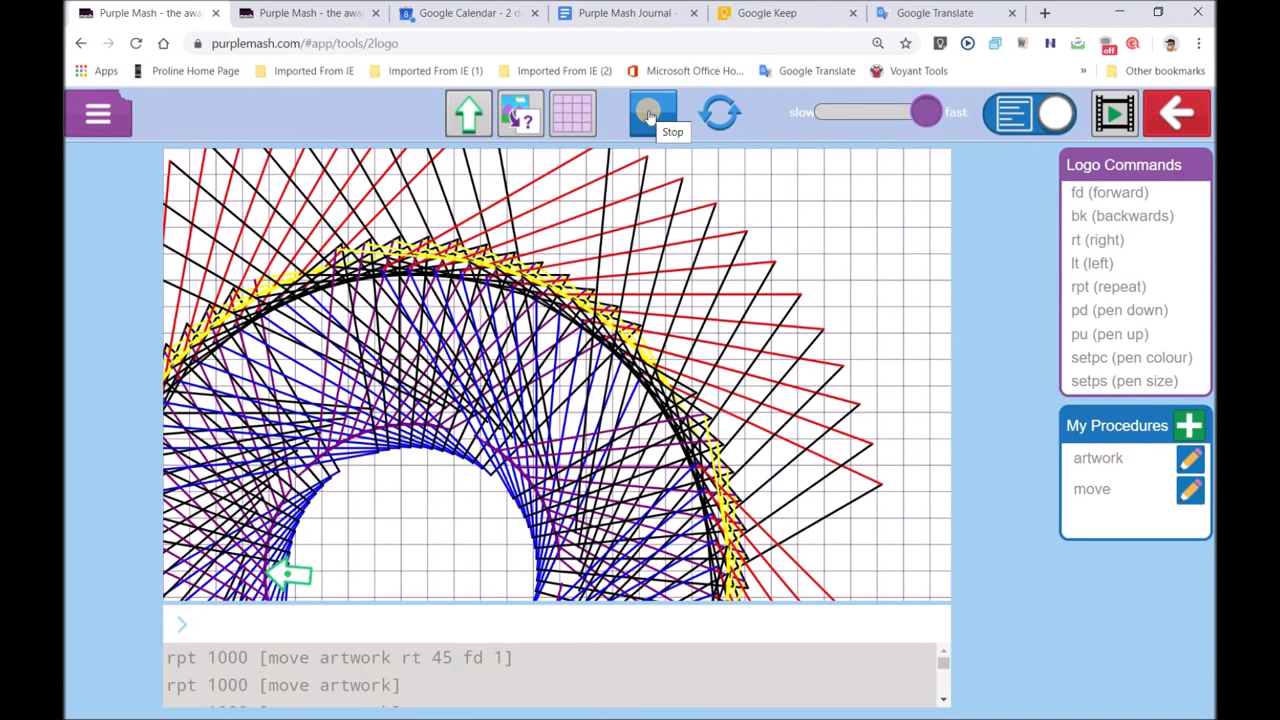 Purple Mash - the awa
Purple Mash - the awa
Google Calendar - 2 d
Purple Mash Journal -
Google Keep
Google Translate
purplemash.com/#app/tools/2logo
off
Apps
Proline Home Page
Imported From IE
Imported From IE (1)
Imported From IE (2)
Microsoft Office Ho...
Google Translate
Voyant Tools
»
Other bookmarks
?
slow
fast
Stop
Logo Commands
fd (forward)
bk (backwards)
rt (right)
lt (left)
rpt (repeat)
pd (pen down)
pu (pen up)
setpc (pen colour)
setps (pen size)
My Procedures
artwork
move
>
rpt 1000 [move artwork rt 45 fd 1]
rpt 1000 [move artwork]